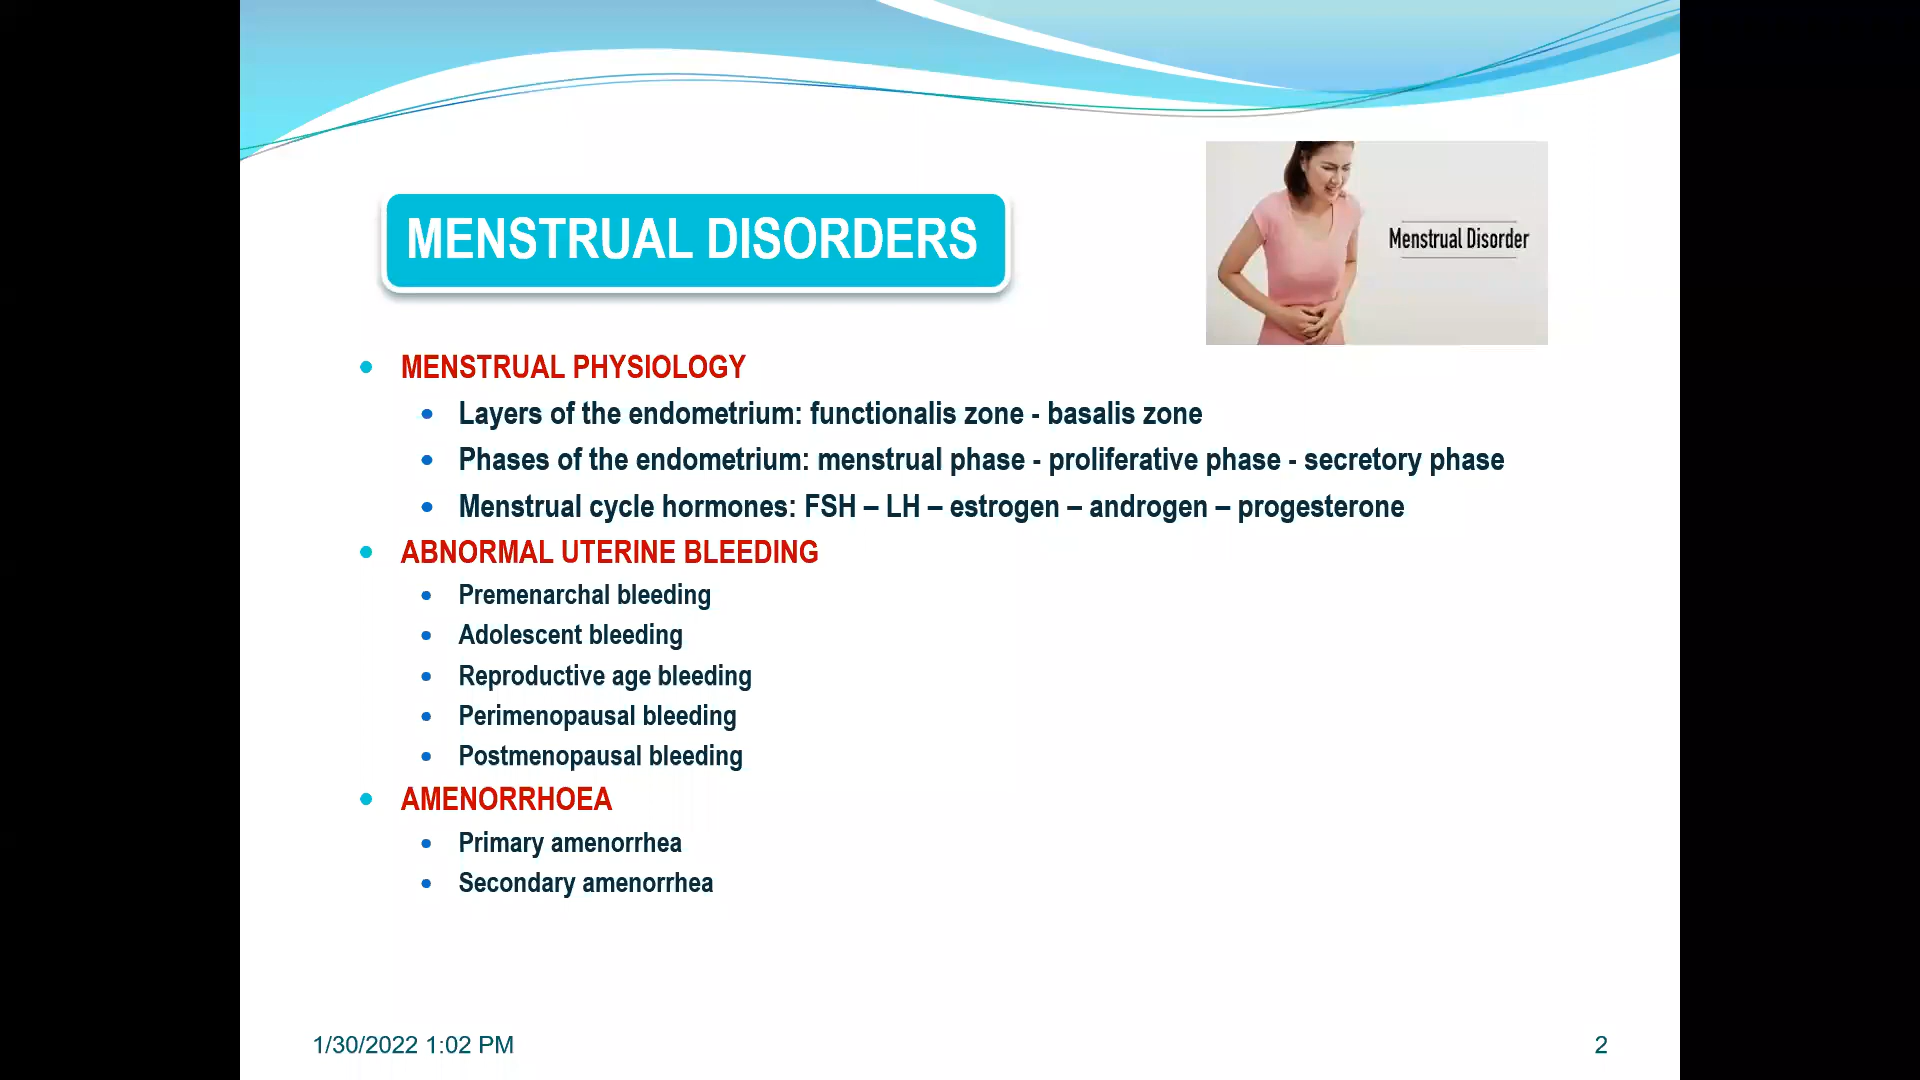 MENSTRUAL DISORDERS
Menstrual Disorder
MENSTRUAL PHYSIOLOGY
Layers of the endometrium: functionalis zone - basalis zone
Phases of the endometrium: menstrual phase - proliferative phase - secretory phase
Menstrual cycle hormones: FSH – LH – estrogen – androgen – progesterone
ABNORMAL UTERINE BLEEDING
Premenarchal bleeding
Adolescent bleeding
Reproductive age bleeding
Perimenopausal bleeding
Postmenopausal bleeding
AMENORRHOEA
Primary amenorrhea
Secondary amenorrhea
1/30/2022 1:02 PM
2